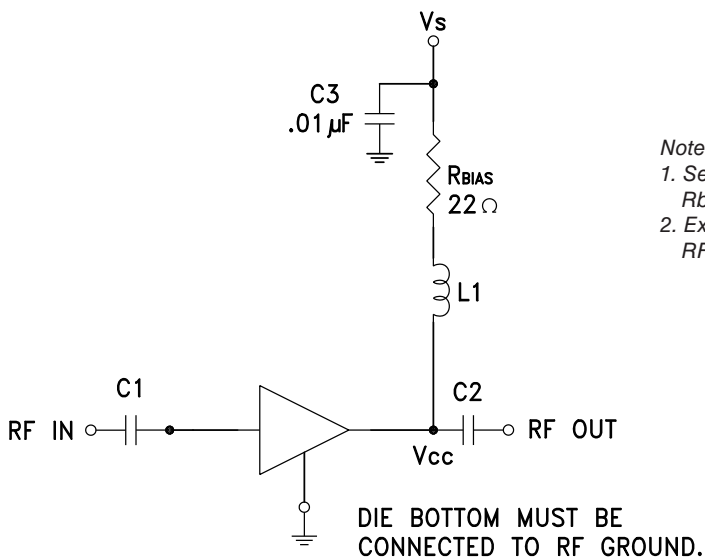 Vs
C3
.01 µF
RBIAS
22 Ω
Note
1. Se
Rb
2. Ex
RF
L1
C1
C2
RF IN
RF OUT
Vcc
DIE BOTTOM MUST BE
CONNECTED TO RF GROUND.